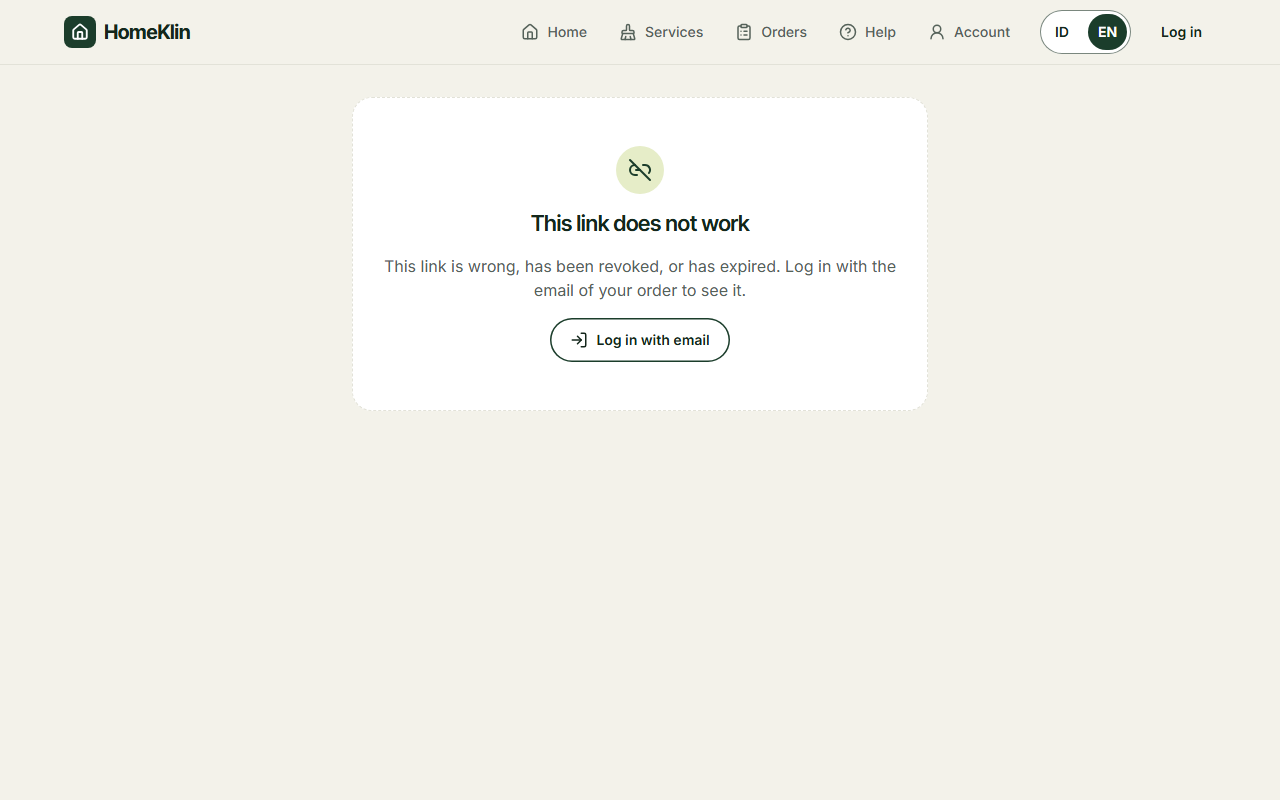 HomeKlin
Home
Services
Orders
Help
Account
ID
EN
Log in
This link does not work
This link is wrong, has been revoked, or has expired. Log in with the
email of your order to see it.
Log in with email